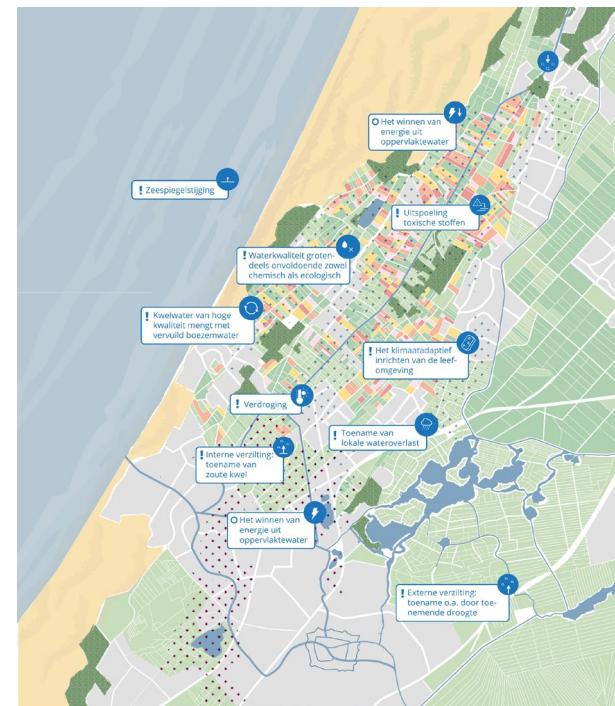 Het winnen van
energie uit
oppervlaktewater
! Zeespiegelstijging
! Uitspoeling
toxische stoffen
! Waterkwaliteit groten-
deels onvoldoende zowel
chemisch als ecologisch
! Kwelwater van hoge
kwaliteit mengt met
vervuild boezemwater
! Het klimaatadaptief
inrichten van de leef-
omgeving
! Verdroging
! Toename van
lokale wateroverlast
! Interne verzilting:
toename van
zoute kwel
Het winnen van
energie uit
oppervlaktewater
! Externe verzilting:
toename o.a. door toe-
nemende droogte